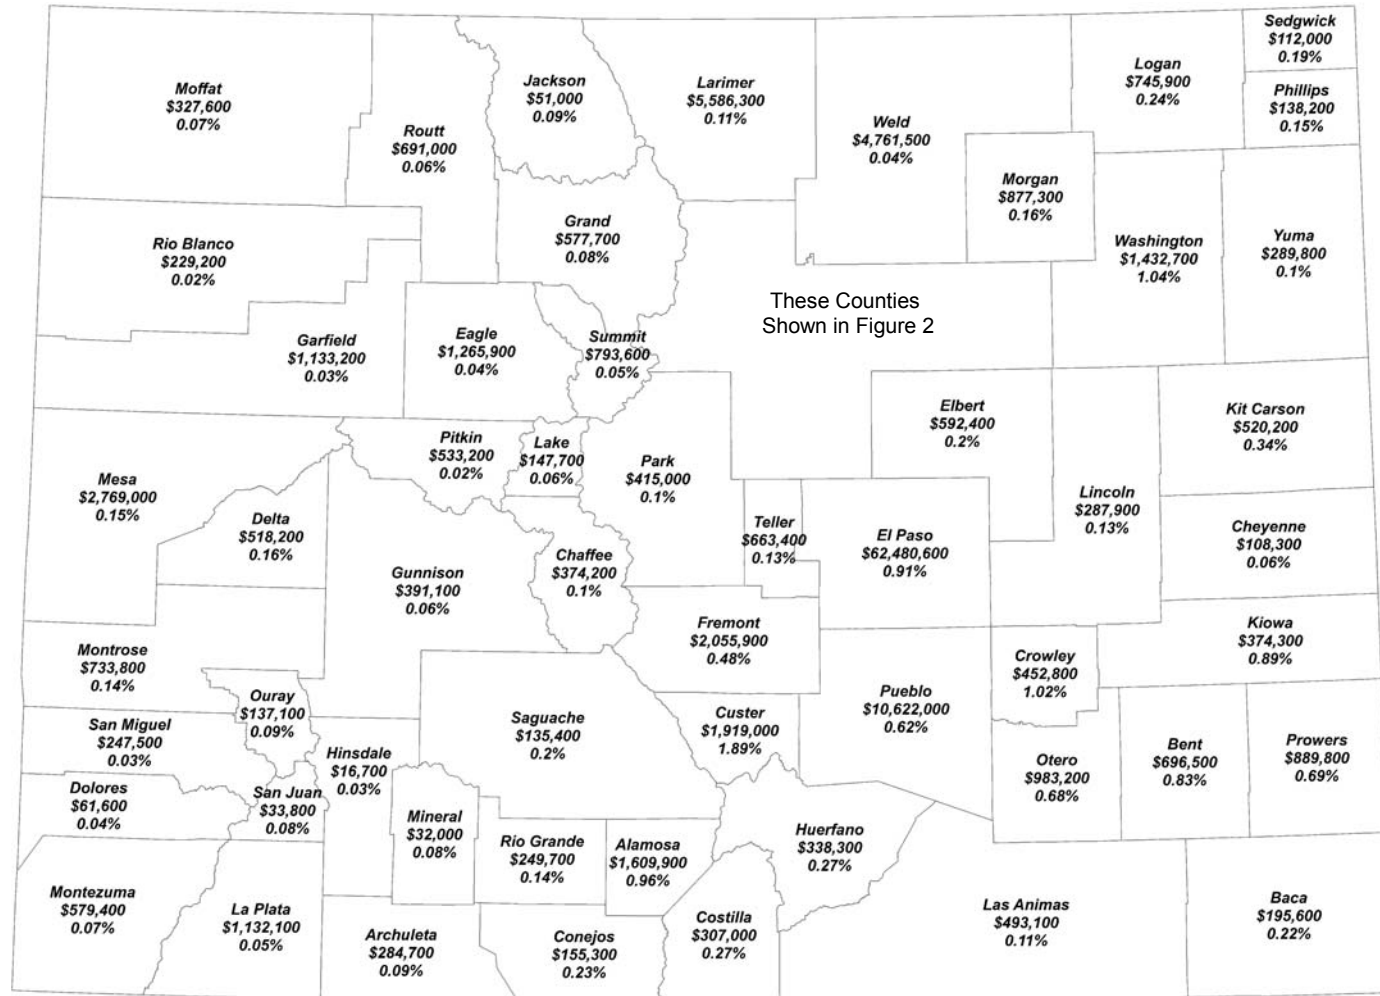 Sedgwick
$112,000
0.19%
Logan
$745,900
0.24%
Phillips
$138,200
0.15%
Moffat
$327,600
0.07%
Jackson
$51,000
0.09%
Larimer
$5,586,300
0.11%
Weld
$4,761,500
0.04%
Routt
$691,000
0.06%
Morgan
$877,300
0.16%
Grand
$577,700
0.08%
Rio Blanco
$229,200
0.02%
Washington
$1,432,700
1.04%
Yuma
$289,800
0.1%
These Counties
Shown in Figure 2
Garfield
$1,133,200
0.03%
Eagle
$1,265,900
0.04%
Summit
$793,600
0.05%
Elbert
$592,400
0.2%
Kit Carson
$520,200
0.34%
Pitkin
$533,200
0.02%
Lake
$147,700
0.06%
Park
$415,000
0.1%
Mesa
$2,769,000
0.15%
Delta
$518,200
0.16%
Lincoln
$287,900
0.13%
Teller
$663,400
0.13%
El Paso
$62,480,600
0.91%
Cheyenne
$108,300
0.06%
Gunnison
$391,100
0.06%
Chaffee
$374,200
0.1%
Fremont
$2,055,900
0.48%
Kiowa
$374,300
0.89%
Montrose
$733,800
0.14%
Crowley
$452,800
1.02%
Ouray
$137,100
0.09%
Pueblo
$10,622,000
0.62%
San Miguel
$247,500
0.03%
Saguache
$135,400
0.2%
Custer
$1,919,000
1.89%
Hinsdale
$16,700
0.03%
Otero
$983,200
0.68%
Bent
$696,500
0.83%
Prowers
$889,800
0.69%
Dolores
$61,600
0.04%
San Juan
$33,800
0.08%
Mineral
$32,000
0.08%
Rio Grande
$249,700
0.14%
Alamosa
$1,609,900
0.96%
Huerfano
$338,300
0.27%
Montezuma
$579,400
0.07%
La Plata
$1,132,100
0.05%
Archuleta
$284,700
0.09%
Conejos
$155,300
0.23%
Costilla
$307,000
0.27%
Las Animas
$493,100
0.11%
Baca
$195,600
0.22%